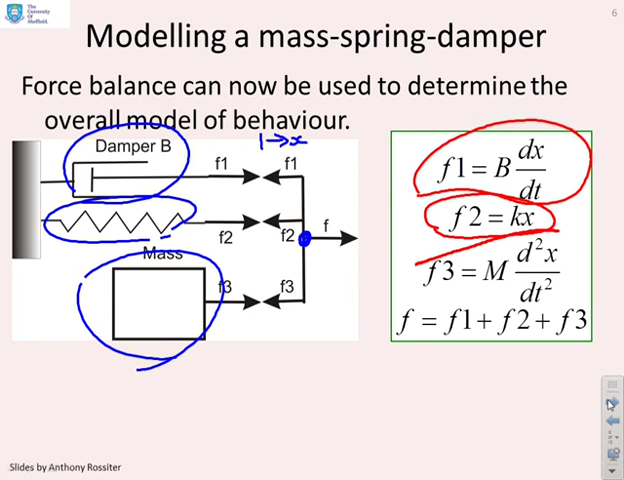 The
University
Of
Sheffield.
6
Modelling a mass-spring-damper
Force balance can now be used to determine the
overall model of behaviour.
Damper B
1→x
f1
f1
f2
f2
f
Mass
f3
f3
f1 = B dx/dt
f2 = kx
f3 = M d²x/dt²
f = f1 + f2 + f3
Slides by Anthony Rossiter